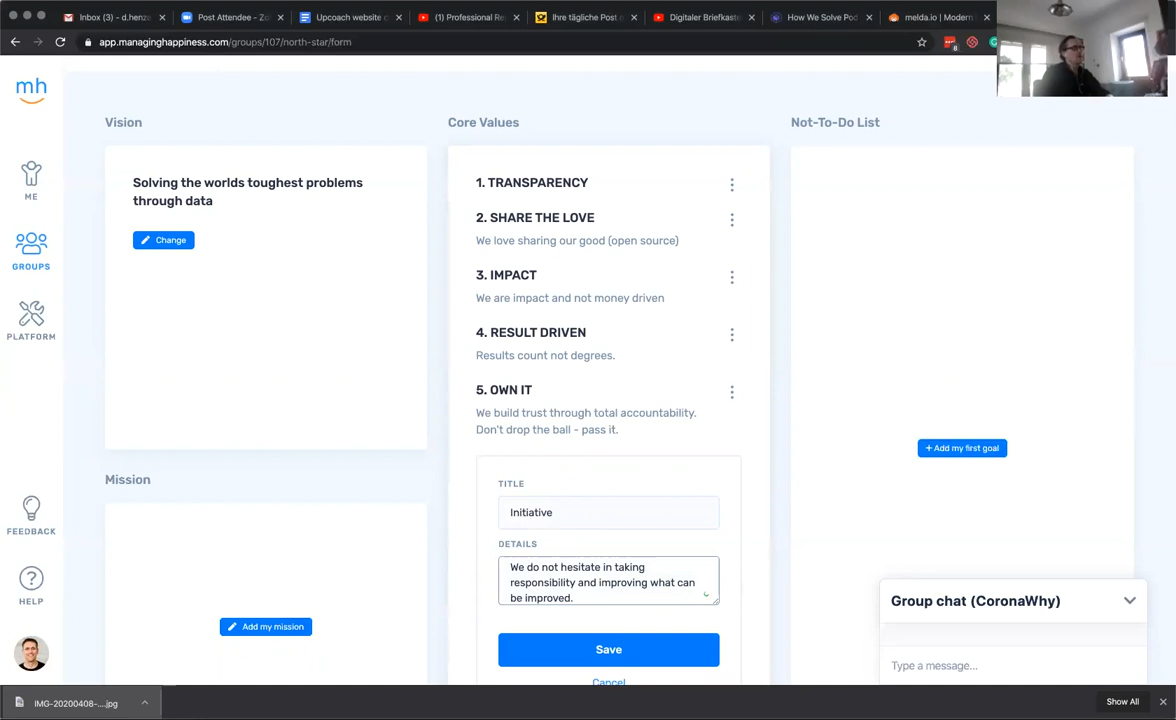 Inbox (3) - d.henze
Post Attendee - Zo
Upcoach website c
(1) Professional Re
Ihre tägliche Post o
Digitaler Briefkaste
How We Solve Pod
melda.io | Modern
app.managinghappiness.com/groups/107/north-star/form
8
mh
ME
GROUPS
PLATFORM
FEEDBACK
HELP
Vision
Solving the worlds toughest problems
through data
Change
Mission
Add my mission
Core Values
1. TRANSPARENCY
2. SHARE THE LOVE
We love sharing our good (open source)
3. IMPACT
We are impact and not money driven
4. RESULT DRIVEN
Results count not degrees.
5. OWN IT
We build trust through total accountability.
Don't drop the ball - pass it.
TITLE
Initiative
DETAILS
We do not hesitate in taking
responsibility and improving what can
be improved.
Save
Cancel
Not-To-Do List
+ Add my first goal
Group chat (CoronaWhy)
Type a message...
IMG-20200408-....jpg
Show All